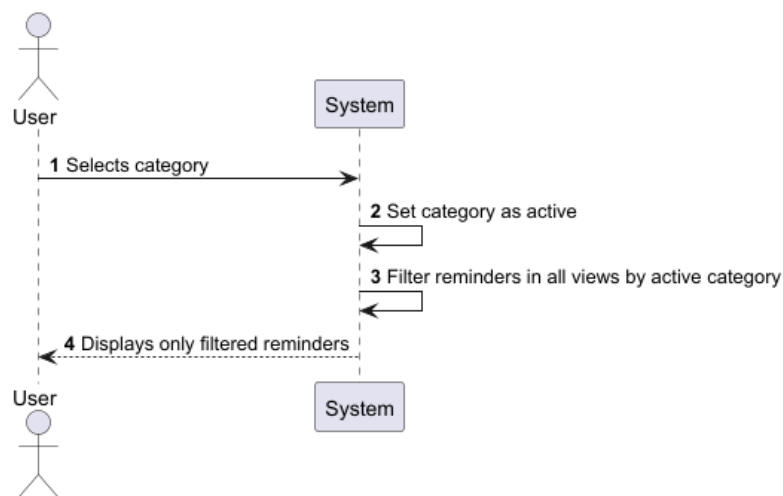 User
System
1 Selects category
2 Set category as active
3 Filter reminders in all views by active category
4 Displays only filtered reminders
User
System